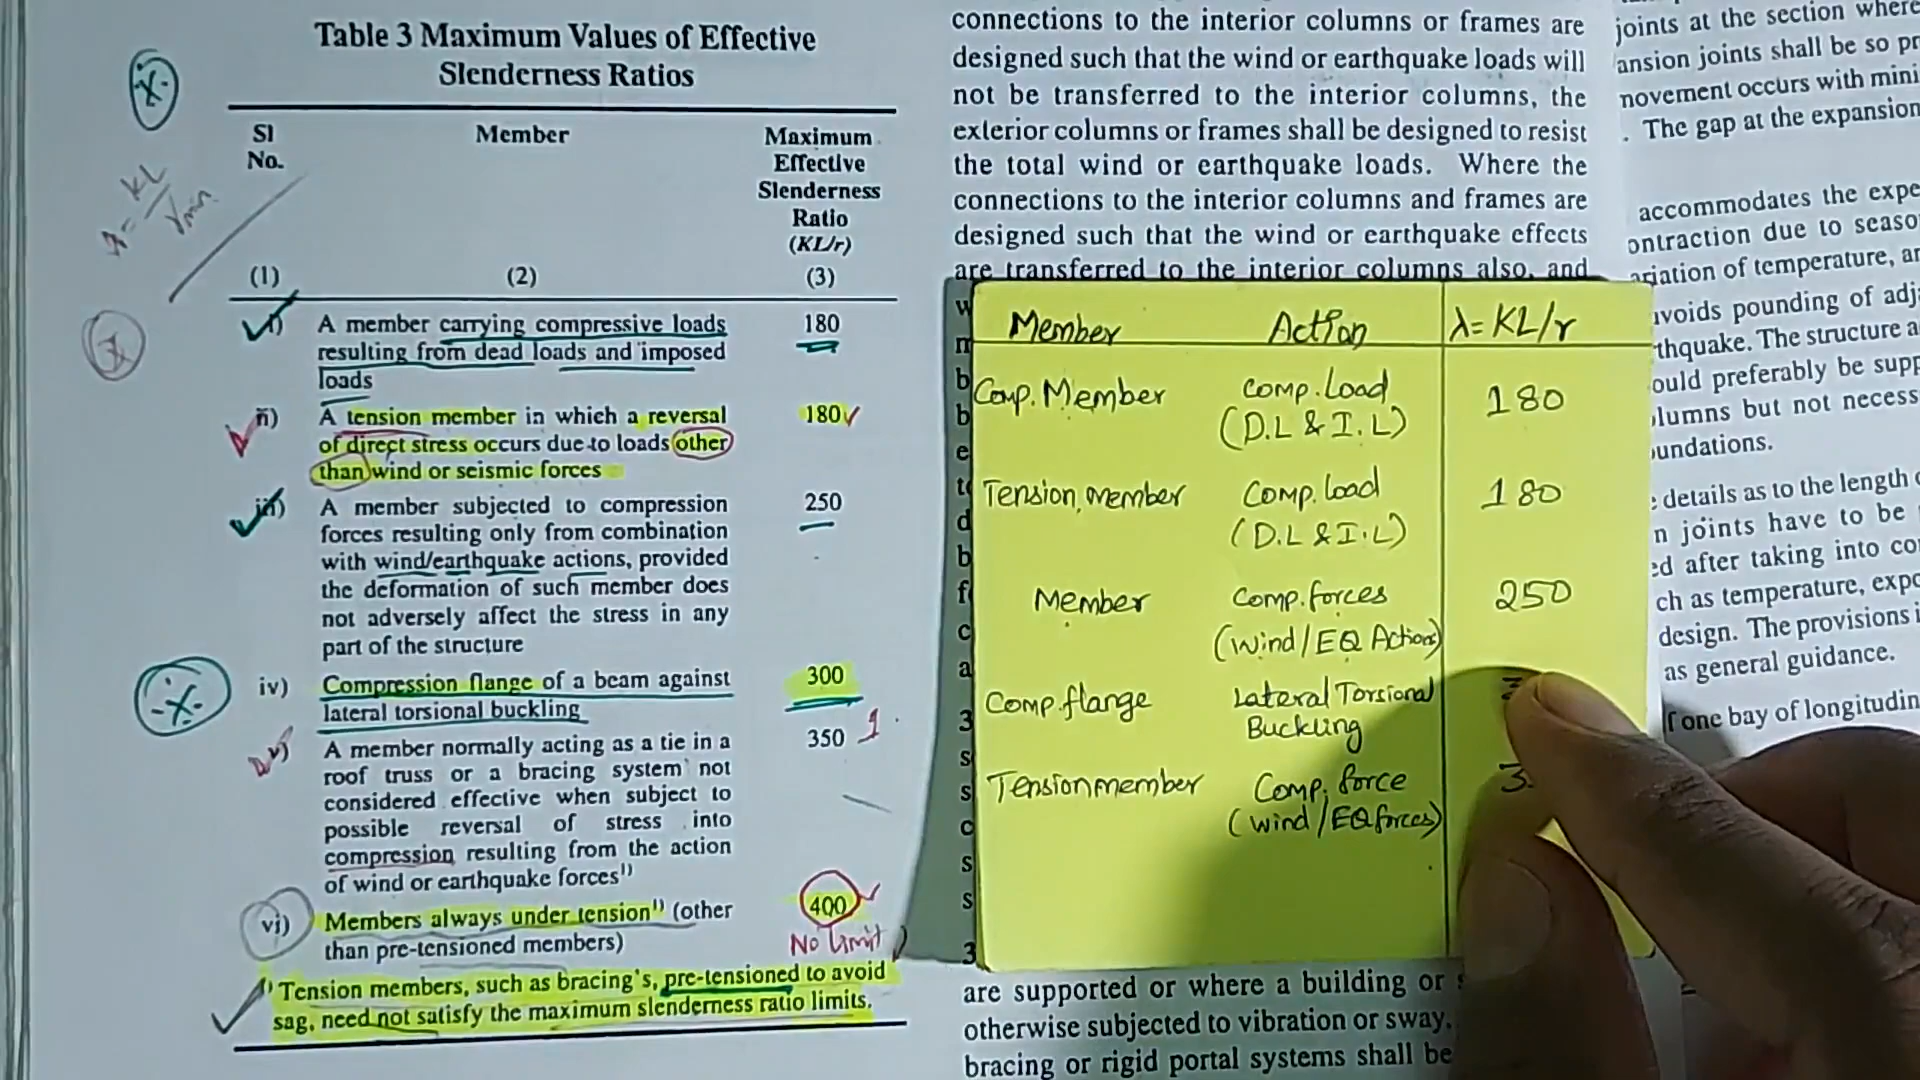 Table 3 Maximum Values of Effective
Slenderness Ratios
Sl
No.
Member
Maximum
Effective
Slenderness
Ratio
(KL/r)
(1) (2) (3)
λ = KL/rmin
i) A member carrying compressive loads 180
resulting from dead loads and imposed
loads
ii) A tension member in which a reversal 180
of direct stress occurs due to loads other
than wind or seismic forces
iii) A member subjected to compression 250
forces resulting only from combination
with wind/earthquake actions, provided
the deformation of such member does
not adversely affect the stress in any
part of the structure
iv) Compression flange of a beam against 300
lateral torsional buckling
v) A member normally acting as a tie in a 350
roof truss or a bracing system not
considered effective when subject to
possible reversal of stress into
compression resulting from the action
of wind or earthquake forces¹⁾
vi) Members always under tension¹⁾ (other 400
than pre-tensioned members) No limit
¹⁾ Tension members, such as bracing's, pre-tensioned to avoid
sag, need not satisfy the maximum slenderness ratio limits.
connections to the interior columns or frames are
designed such that the wind or earthquake loads will
not be transferred to the interior columns, the
exterior columns or frames shall be designed to resist
the total wind or earthquake loads. Where the
connections to the interior columns and frames are
designed such that the wind or earthquake effects
are transferred to the interior columns also, and
Member Action λ = KL/r
Comp. Member Comp. load 180
(D.L & I.L)
Tension member Comp. load 180
(D.L & I.L)
Member Comp. forces 250
(Wind/EQ Actions)
Comp. flange Lateral Torsional
Buckling
Tension member Comp. force
(Wind/EQ forces)
are supported or where a building or
otherwise subjected to vibration or sway,
bracing or rigid portal systems shall be
joints at the section where
ansion joints shall be so pr
movement occurs with mini
. The gap at the expansion
accommodates the expe
ontraction due to seaso
ariation of temperature, ar
avoids pounding of adj
thquake. The structure a
ould preferably be supp
olumns but not necess
oundations.
details as to the length
n joints have to be
ed after taking into co
ch as temperature, expo
design. The provisions i
as general guidance.
f one bay of longitudin